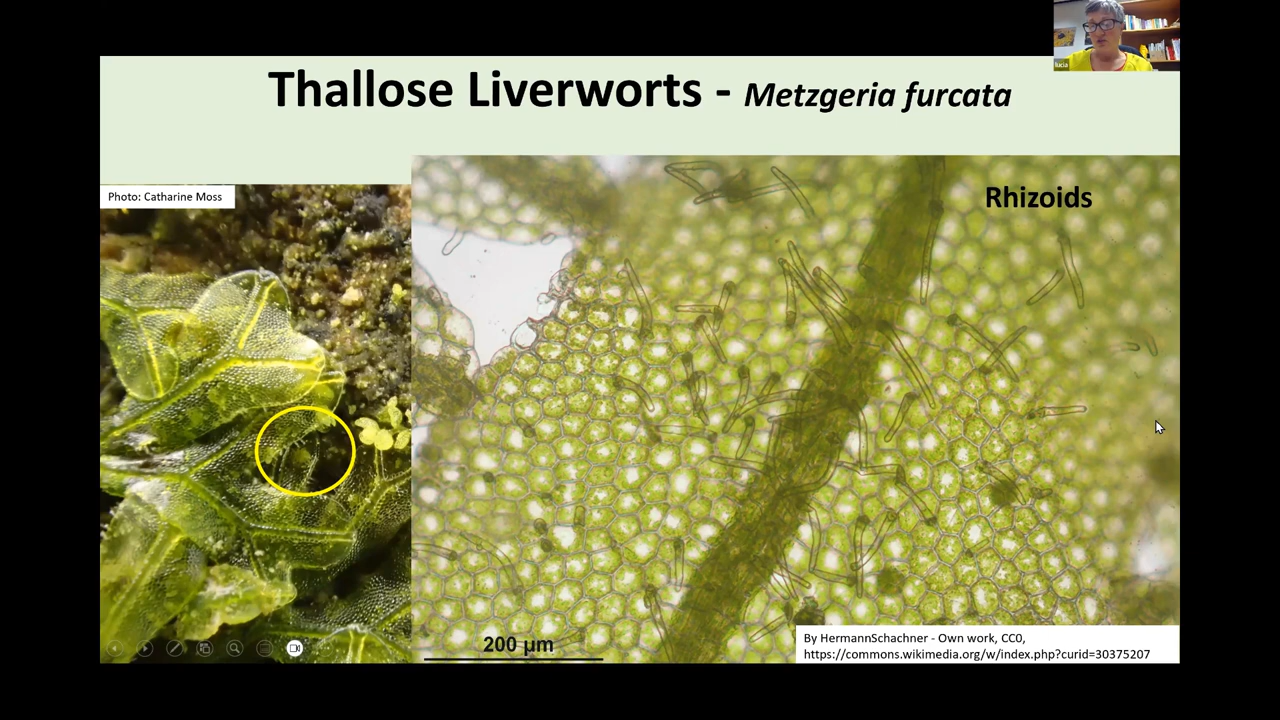 lucia
Thallose Liverworts - Metzgeria furcata
Photo: Catharine Moss
Rhizoids
200 µm
By HermannSchachner - Own work, CC0,
https://commons.wikimedia.org/w/index.php?curid=30375207